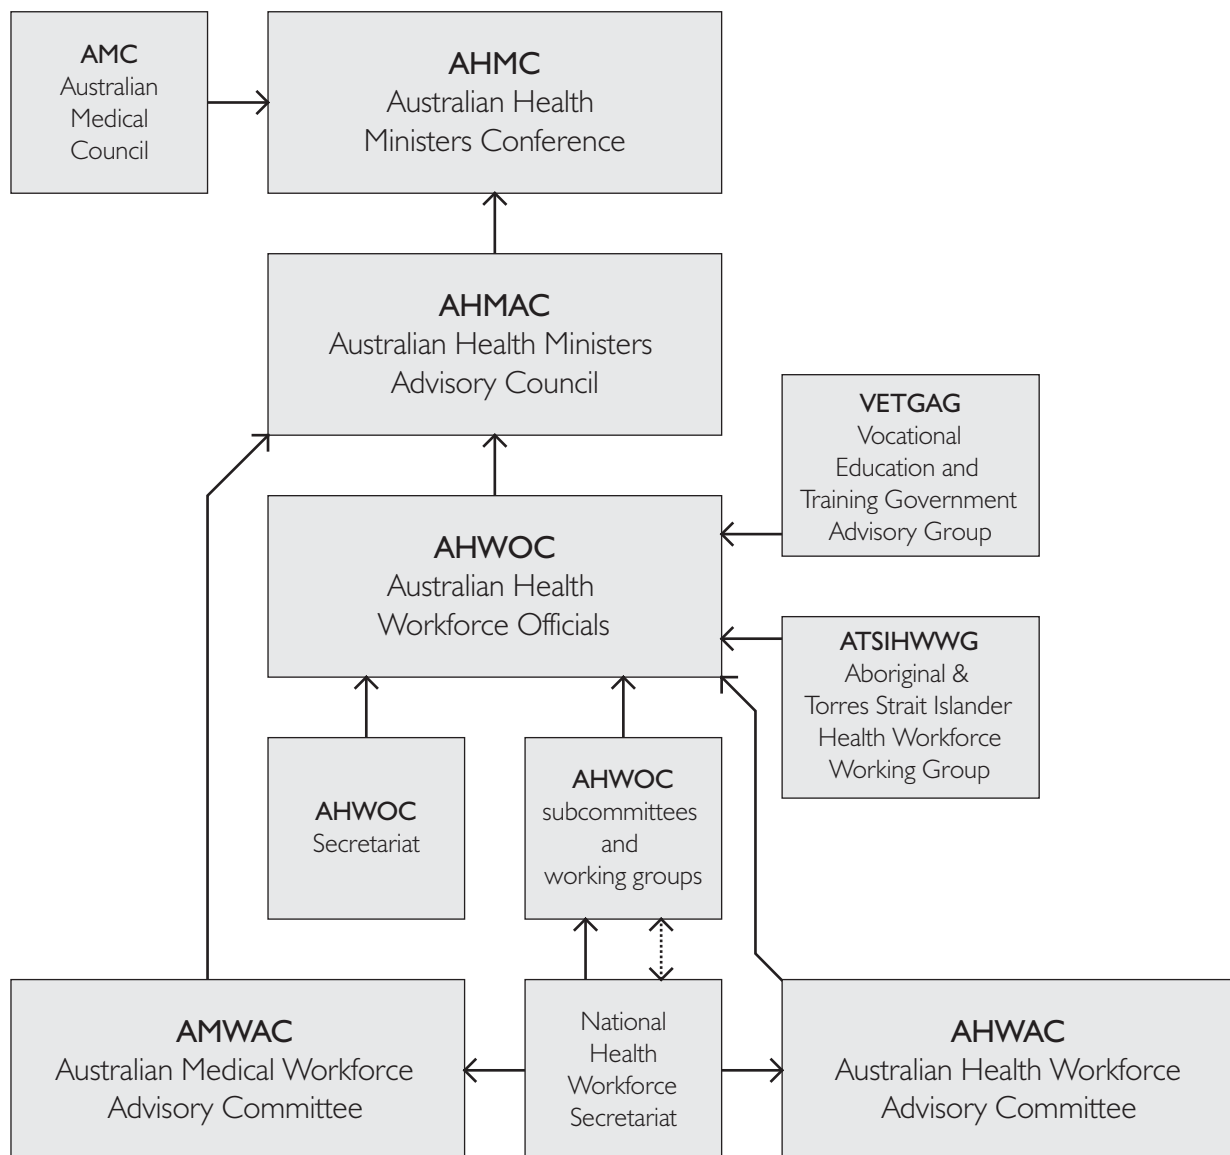 AMC
Australian
Medical
Council
AHMC
Australian Health
Ministers Conference
AHMAC
Australian Health Ministers
Advisory Council
VETGAG
Vocational
Education and
Training Government
Advisory Group
AHWOC
Australian Health
Workforce Officials
ATSIHWWG
Aboriginal &
Torres Strait Islander
Health Workforce
Working Group
AHWOC
Secretariat
AHWOC
subcommittees
and
working groups
AMWAC
Australian Medical Workforce
Advisory Committee
National
Health
Workforce
Secretariat
AHWAC
Australian Health Workforce
Advisory Committee